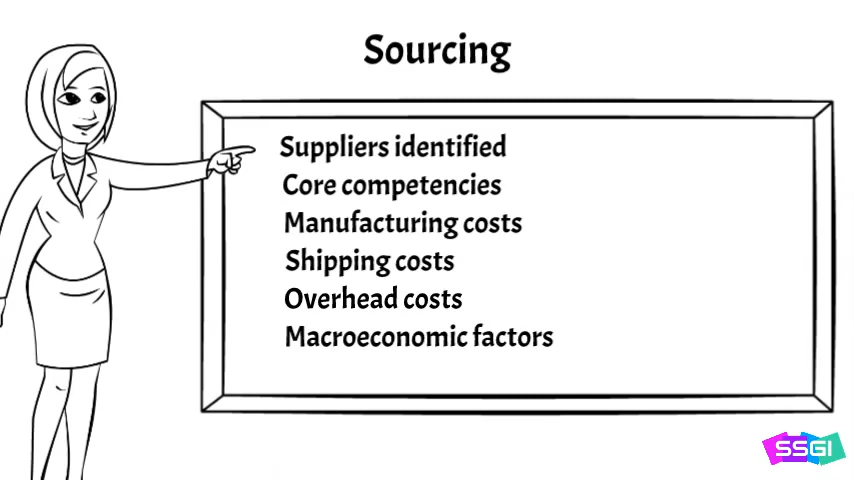 Sourcing
Suppliers identified
Core competencies
Manufacturing costs
Shipping costs
Overhead costs
Macroeconomic factors
SSGI